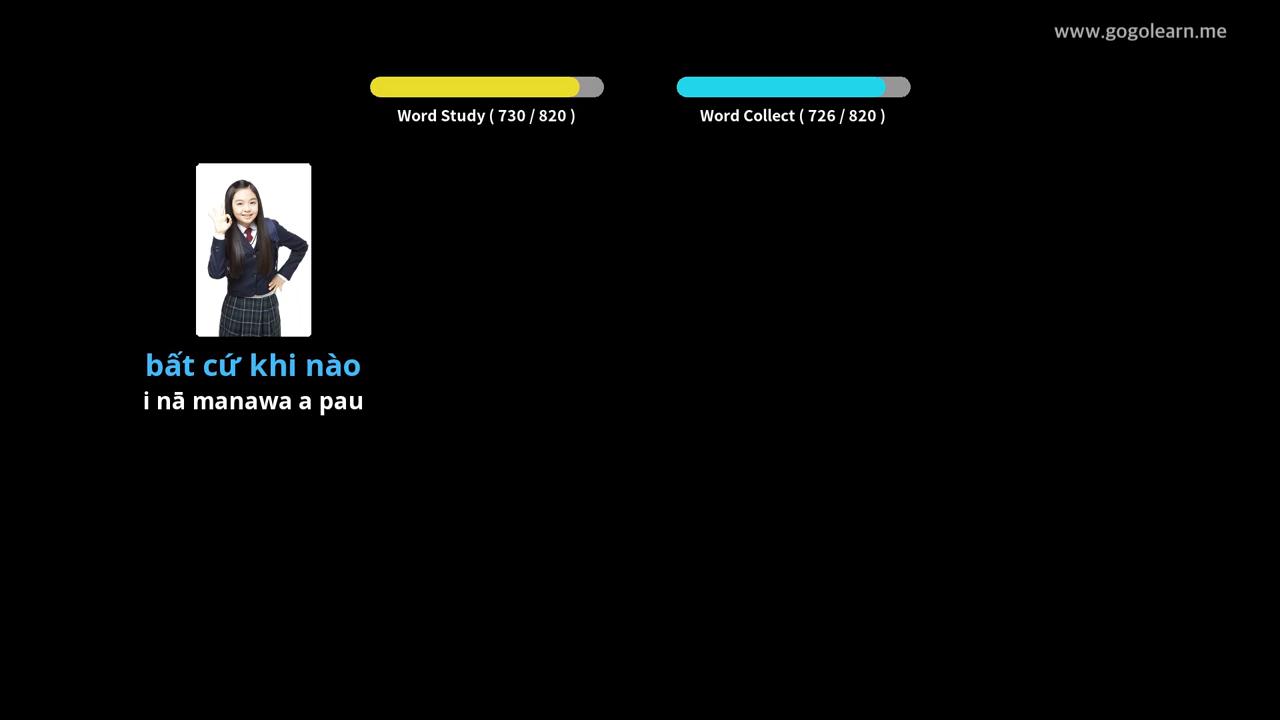 www.gogolearn.me
Word Study ( 730 / 820 )
Word Collect ( 726 / 820 )
bất cứ khi nào
i nā manawa a pau